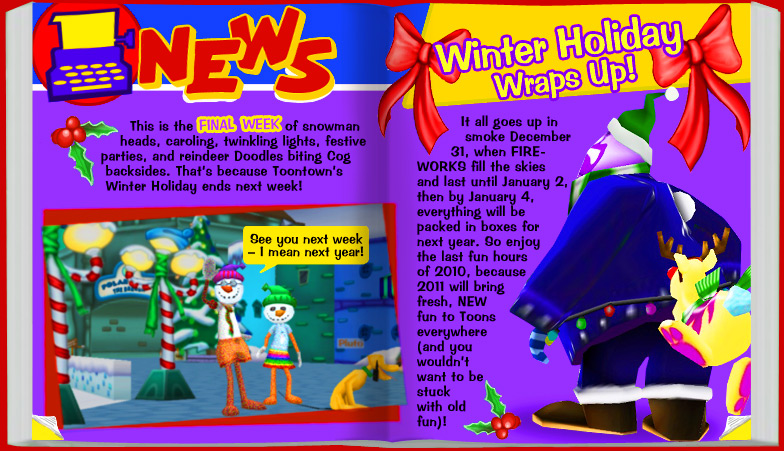 NEWS
This is the FINAL WEEK of snowman
heads, caroling, twinkling lights, festive
parties, and reindeer Doodles biting Cog
backsides. That's because Toontown's
Winter Holiday ends next week!
See you next week
– I mean next year!
POLAR
Pluto
Winter Holiday
Wraps Up!
It all goes up in
smoke December
31, when FIRE-
WORKS fill the skies
and last until January 2,
then by January 4,
everything will be
packed in boxes for
next year. So enjoy
the last fun hours
of 2010, because
2011 will bring
fresh, NEW
fun to Toons
everywhere
(and you
wouldn't
want to be
stuck
with old
fun)!